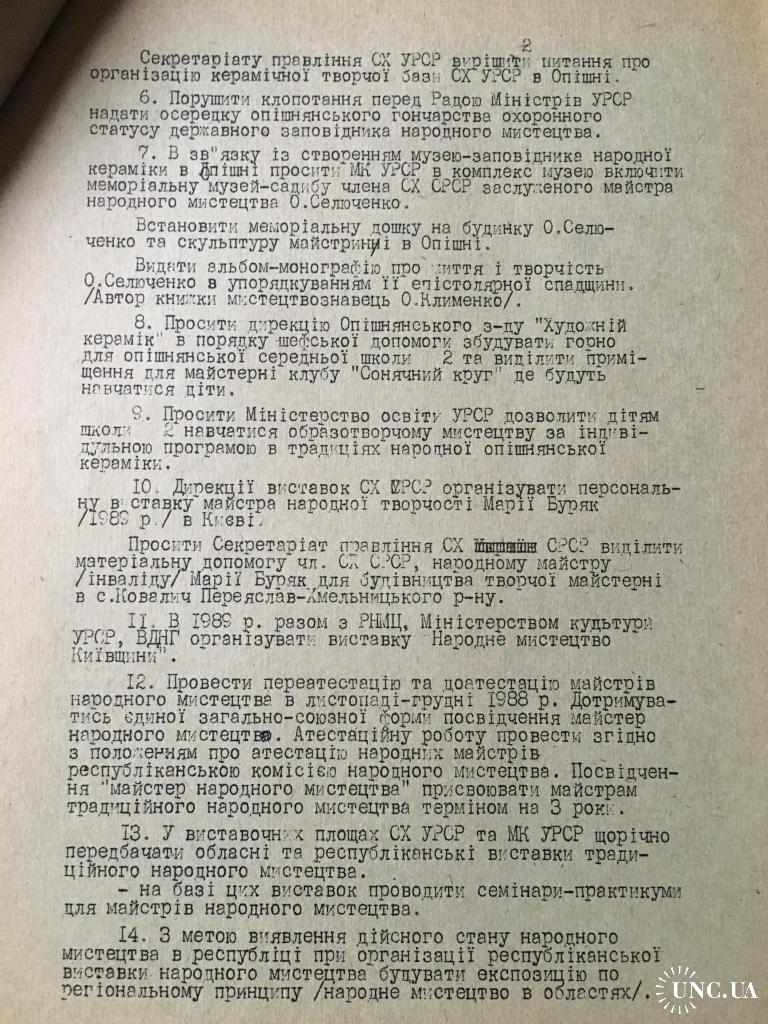 2
Секретаріату правління СХ УРСР вирішити питання про
організацію керамічної творчої бази СХ УРСР в Опішні.
6. Порушити клопотання перед Радою Міністрів УРСР
надати осередку опішнянського гончарства охоронного
статусу державного заповідника народного мистецтва.
7. В зв"язку із створенням музею-заповідника народної
кераміки в Опішні просити МК УРСР в комплекс музею включити
меморіальну музей-садибу члена СХ СРСР заслуженого майстра
народного мистецтва О.Селюченко.
Встановити меморіальну дошку на будинку О.Селю-
ченко та скульптуру майстрині в Опішні.
Видати альбом-монографію про життя і творчість
О.Селюченко в упорядкуванням її епістолярної спадщини.
/Автор книжки мистецтвознавець О.Клименко/.
8. Просити дирекцію Опішнянського з-ду "Художній
керамік" в порядку шефської допомоги збудувати горно
для опішнянської середньої школи 2 та виділити примі-
щення для майстерні клубу "Сонячний круг" де будуть
навчатися діти.
9. Просити Міністерство освіти УРСР дозволити дітям
школи 2 навчатися образотворчому мистецтву за індиві-
дульною програмою в традиціях народної опішнянської
кераміки.
10. Дирекції виставок СХ УРСР організувати персональ-
ну виставку майстра народної творчості Марії Буряк
/1989 р./ в Києві.
Просити Секретаріат правління СХ СРСР виділити
матеріальну допомогу чл. СХ СРСР, народному майстру
/інваліду/ Марії Буряк для будівництва творчої майстерні
в с.Ковалич Переяслав-Хмельницького р-ну.
11. В 1989 р. разом з РНМЦ, Міністерством кудьтури
УРСР, ВДНГ організувати виставку "Народне мистецтво
Київщини".
12. Провести переатестацію та доатестацію майстрів
народного мистецтва в листопаді-грудні 1988 р. Дотримува-
тись єдиної загально-союзної форми посвідчення майстер
народного мистецтва. Атестаційну роботу провести згідно
з положенням про атестацію народних майстрів
республіканською комісією народного мистецтва. Посвідчен-
ня "майстер народного мистецтва" присвоювати майстрам
традиційного народного мистецтва терміном на 3 роки.
13. У виставочних площах СХ УРСР та МК УРСР щорічно
передбачати обласні та республіканські виставки тради-
ційного народного мистецтва.
- на базі цих виставок проводити семінари-практикуми
для майстрів народного мистецтва.
14. З метою виявлення дійсного стану народного
мистецтва в республіці при організації республіканської
виставки народного мистецтва будувати експозицію по
регіональному принципу /народне мистецтво в областях/.
UNC.UA